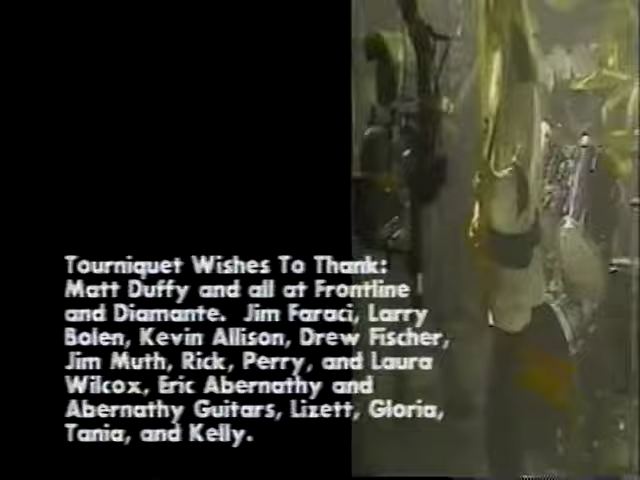 Tourniquet Wishes To Thank:
Matt Duffy and all at Frontline
and Diamante. Jim Faraci, Larry
Bolen, Kevin Allison, Drew Fischer,
Jim Muth, Rick, Perry, and Laura
Wilcox, Eric Abernathy and
Abernathy Guitars, Lizett, Gloria,
Tania, and Kelly.